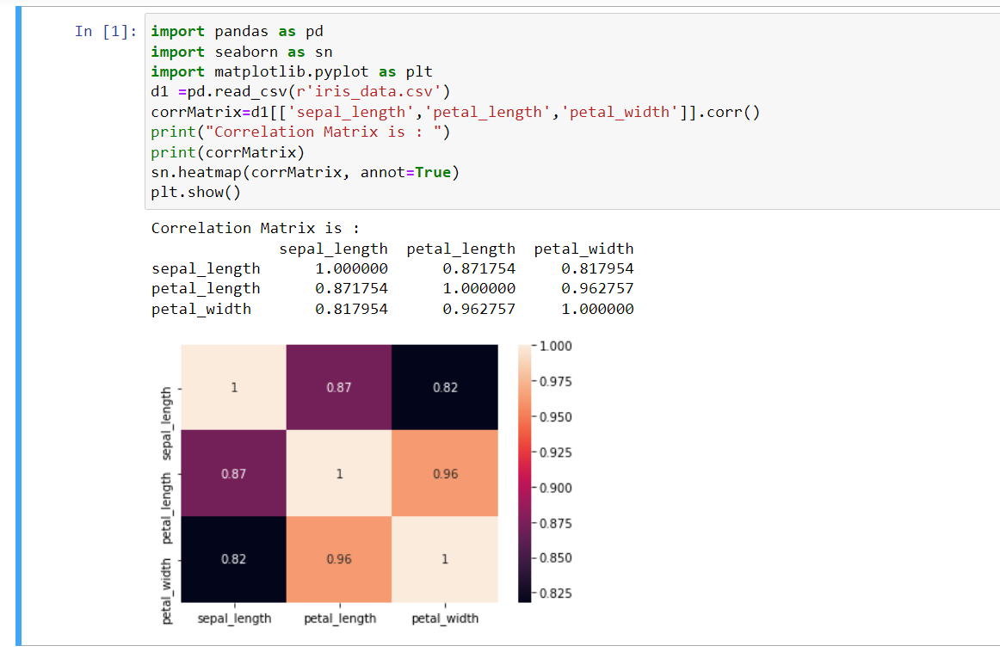 In [1]: import pandas as pd
import seaborn as sn
import matplotlib.pyplot as plt
d1 =pd.read_csv(r'iris_data.csv')
corrMatrix=d1[['sepal_length','petal_length','petal_width']].corr()
print("Correlation Matrix is : ")
print(corrMatrix)
sn.heatmap(corrMatrix, annot=True)
plt.show()
Correlation Matrix is :
sepal_length petal_length petal_width
sepal_length 1.000000 0.871754 0.817954
petal_length 0.871754 1.000000 0.962757
petal_width 0.817954 0.962757 1.000000
sepal_length
petal_length
petal_width
1 0.87 0.82
0.87 1 0.96
0.82 0.96 1
sepal_length petal_length petal_width
1.000
0.975
0.950
0.925
0.900
0.875
0.850
0.825